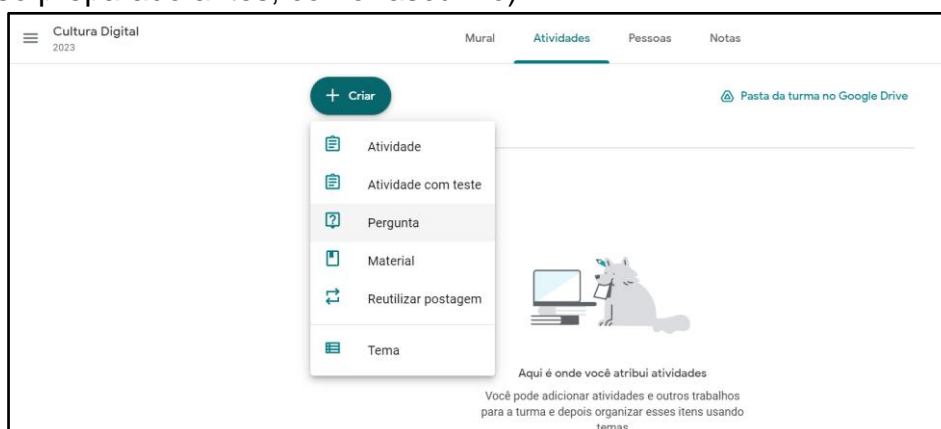 Cultura Digital
2023
Mural Atividades Pessoas Notas
+ Criar
Pasta da turma no Google Drive
Atividade
Atividade com teste
Pergunta
Material
Reutilizar postagem
Tema
Aqui é onde você atribui atividades
Você pode adicionar atividades e outros trabalhos
para a turma e depois organizar esses itens usando
temas